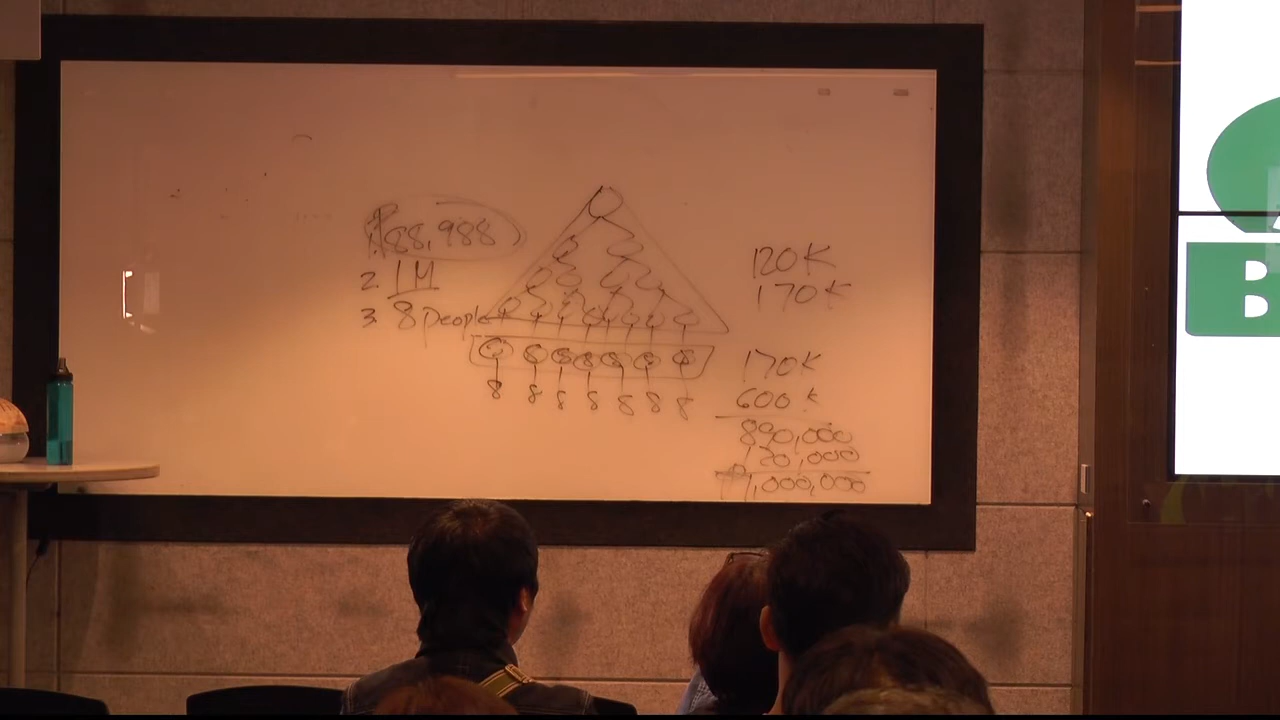 ₱88,988
2. 1M
3. 8 people
8 8 8 8 8 8 8
120K
170K
170K
600K
890,000
120,000
1,000,000
B